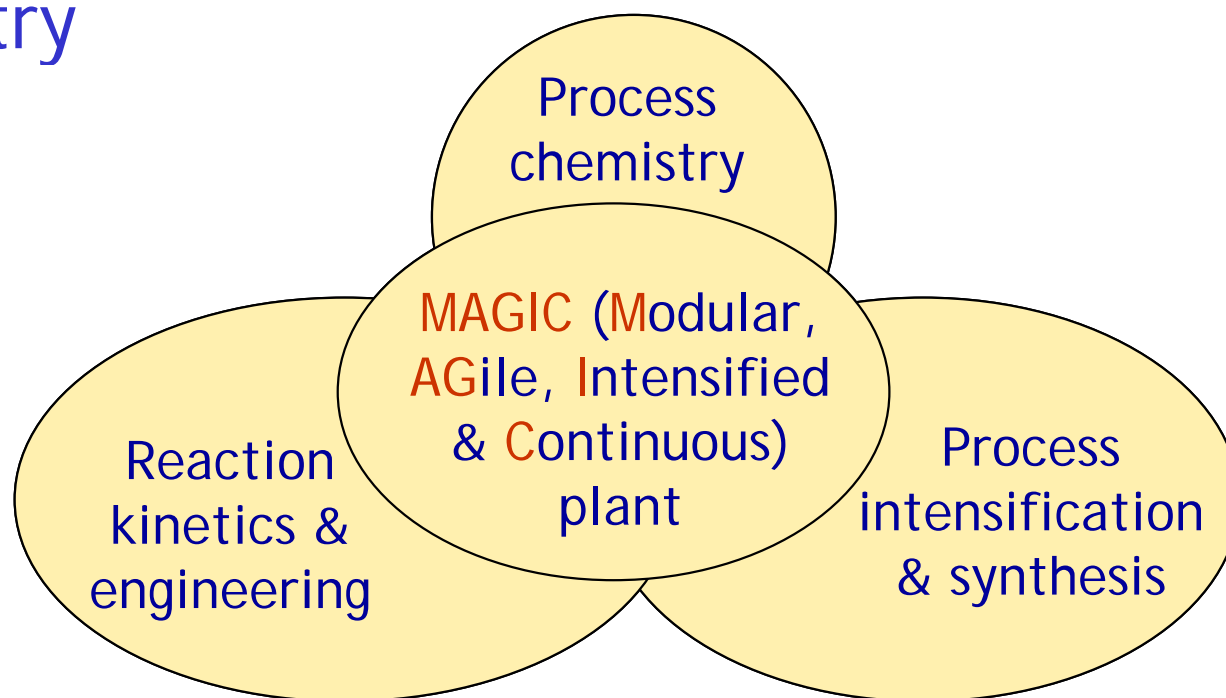 try
Process
chemistry
MAGIC (Modular,
AGile, Intensified
& Continuous)
plant
Reaction
kinetics &
engineering
Process
intensification
& synthesis